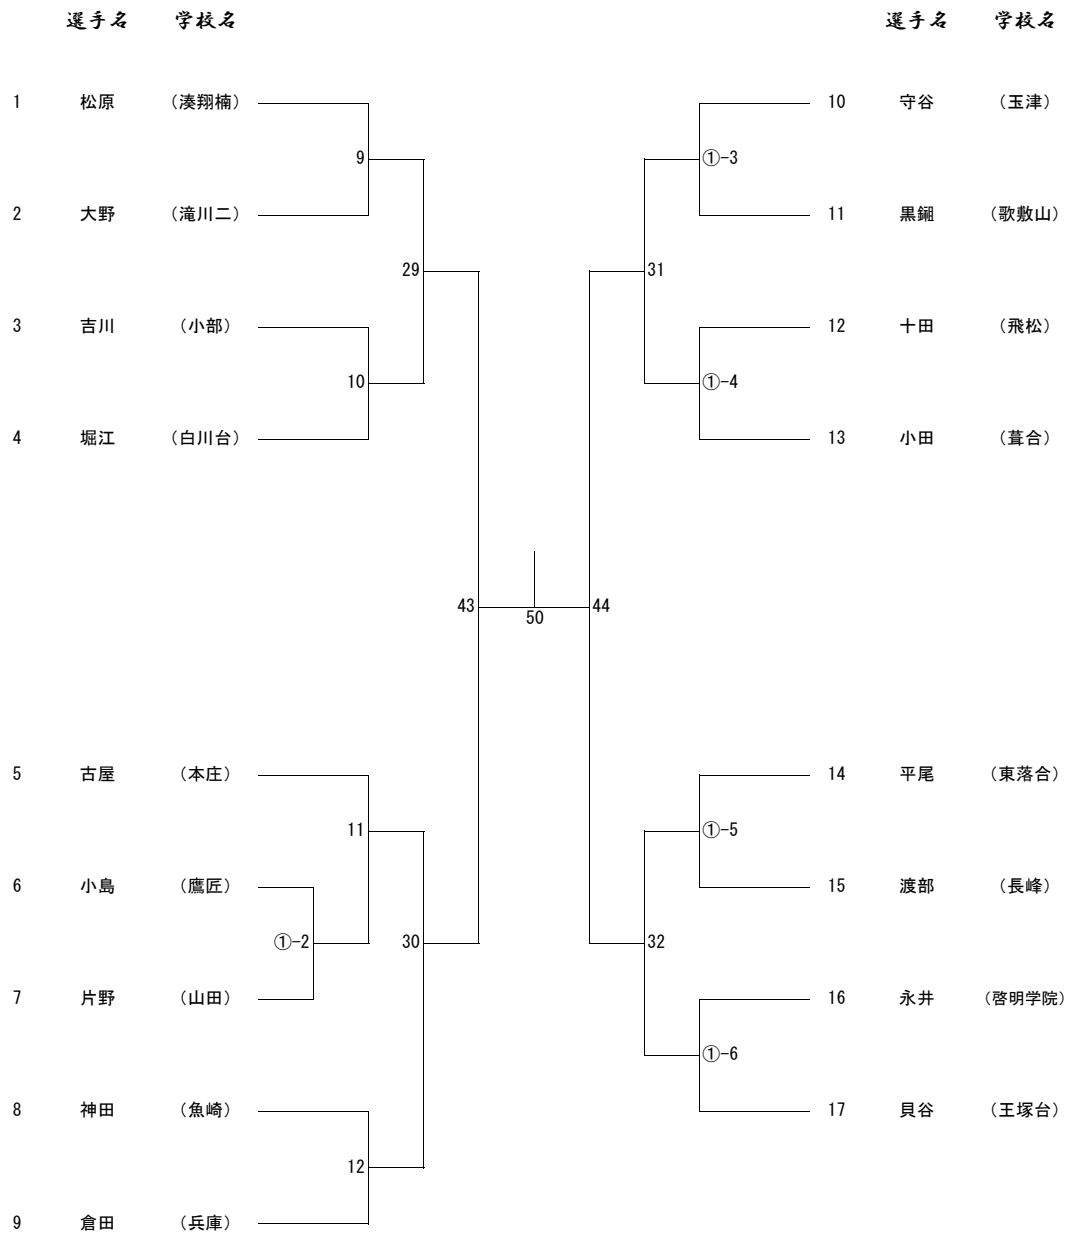 選手名 学校名 選手名 学校名
1 松原 (湊翔楠) 10 守谷 (玉津)
9 ①-3
2 大野 (滝川二) 11 黒鎺 (歌敷山)
29 31
3 吉川 (小部) 12 十田 (飛松)
10 ①-4
4 堀江 (白川台) 13 小田 (葺合)
43 44
50
5 古屋 (本庄) 14 平尾 (東落合)
11 ①-5
6 小島 (鷹匠) 15 渡部 (長峰)
①-2 30 32
7 片野 (山田) 16 永井 (啓明学院)
①-6
8 神田 (魚崎) 17 貝谷 (王塚台)
12
9 倉田 (兵庫)